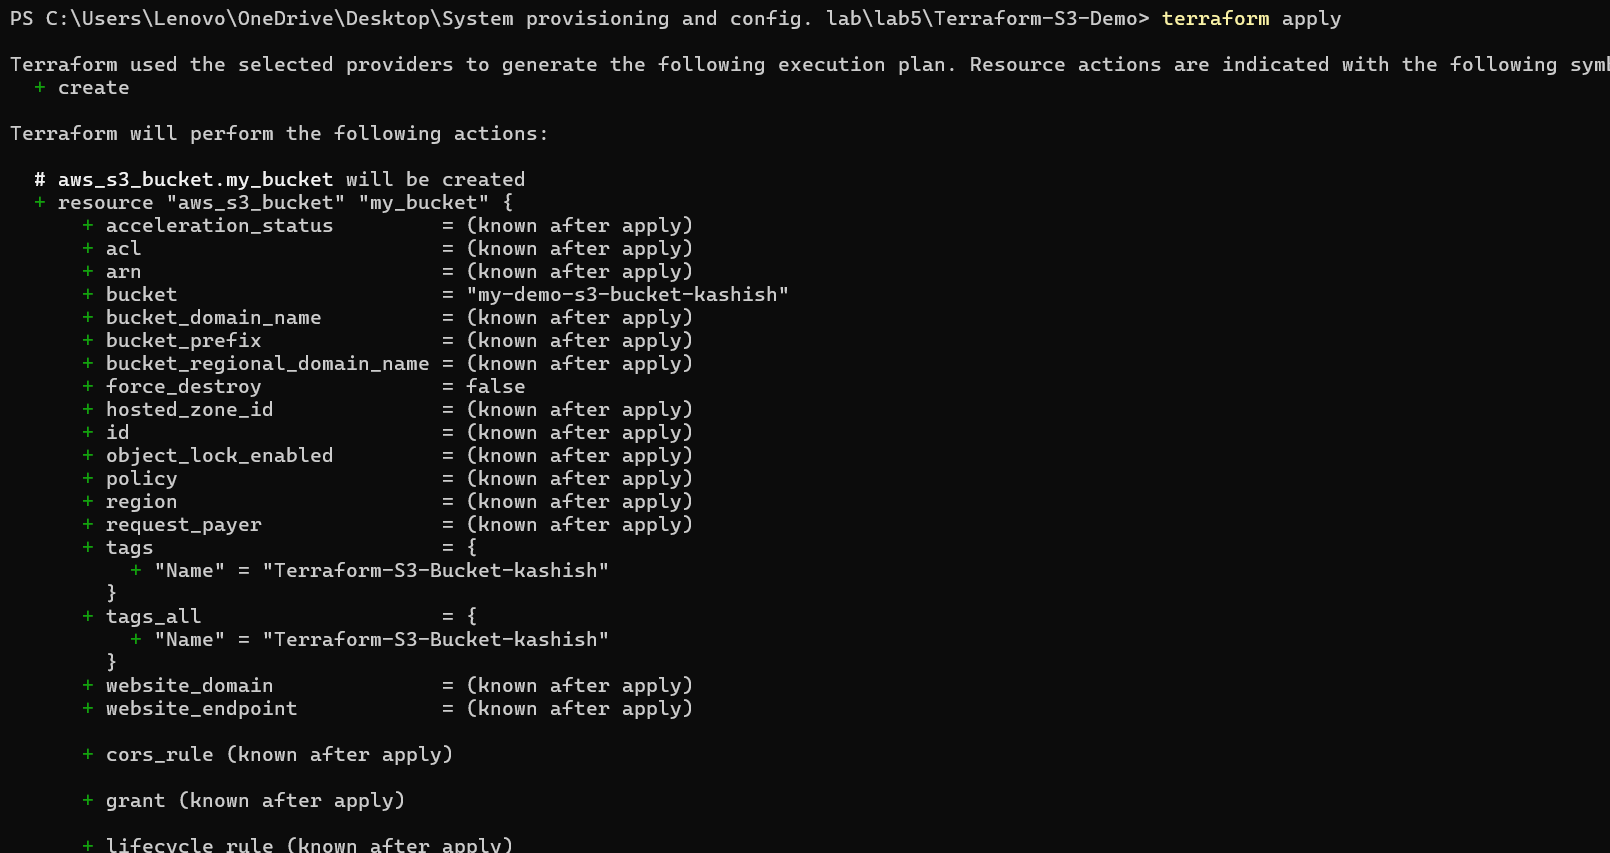 PS C:\Users\Lenovo\OneDrive\Desktop\System provisioning and config. lab\lab5\Terraform-S3-Demo> terraform apply
Terraform used the selected providers to generate the following execution plan. Resource actions are indicated with the following
+ create
Terraform will perform the following actions:
# aws_s3_bucket.my_bucket will be created
+ resource "aws_s3_bucket" "my_bucket" {
+ acceleration_status = (known after apply)
+ acl = (known after apply)
+ arn = (known after apply)
+ bucket = "my-demo-s3-bucket-kashish"
+ bucket_domain_name = (known after apply)
+ bucket_prefix = (known after apply)
+ bucket_regional_domain_name = (known after apply)
+ force_destroy = false
+ hosted_zone_id = (known after apply)
+ id = (known after apply)
+ object_lock_enabled = (known after apply)
+ policy = (known after apply)
+ region = (known after apply)
+ request_payer = (known after apply)
+ tags = {
+ "Name" = "Terraform-S3-Bucket-kashish"
}
+ tags_all = {
+ "Name" = "Terraform-S3-Bucket-kashish"
}
+ website_domain = (known after apply)
+ website_endpoint = (known after apply)
+ cors_rule (known after apply)
+ grant (known after apply)
+ lifecycle_rule (known after apply)